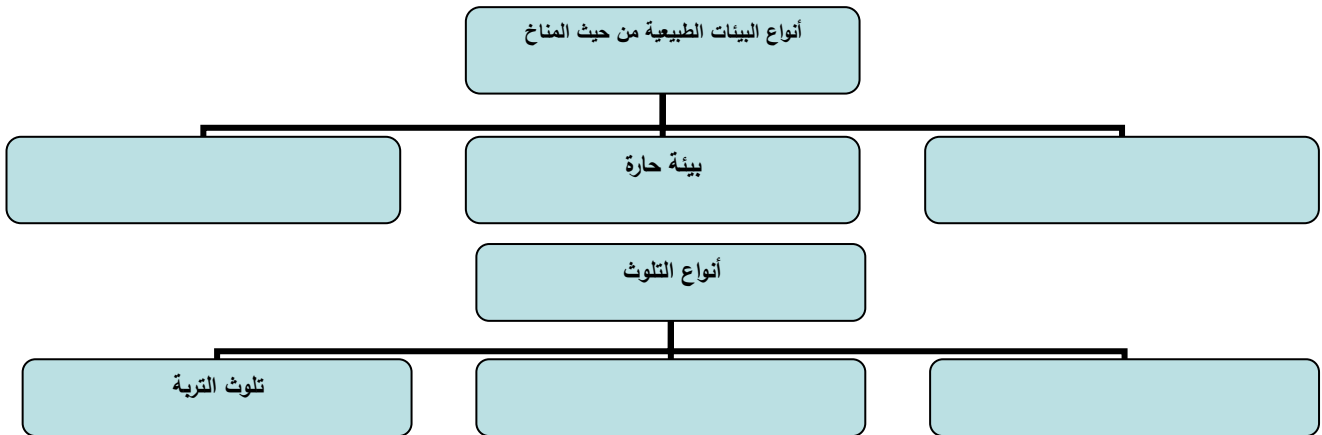 أنواع البيئات الطبيعية من حيث المناخ
بيئة حارة
أنواع التلوث
تلوث التربة